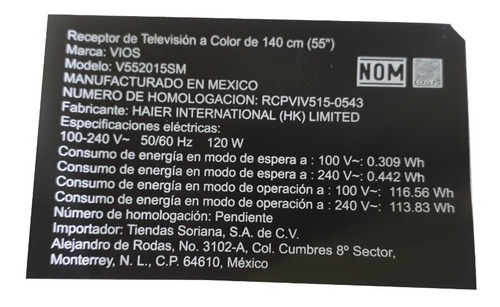 Receptor de Televisión a Color de 140 cm (55")
Marca: VIOS
Modelo: V552015SM
MANUFACTURADO EN MEXICO
NUMERO DE HOMOLOGACION: RCPVIV515-0543
Fabricante: HAIER INTERNATIONAL (HK) LIMITED
Especificaciones eléctricas:
100-240 V~ 50/60 Hz 120 W
Consumo de energía en modo de espera a : 100 V~: 0.309 Wh
Consumo de energía en modo de espera a : 240 V~: 0.442 Wh
Consumo de energía en modo de operación a : 100 V~: 116.56 Wh
Consumo de energía en modo de operación a : 240 V~: 113.83 Wh
Número de homologación: Pendiente
Importador: Tiendas Soriana, S.A. de C.V.
Alejandro de Rodas, No. 3102-A, Col. Cumbres 8º Sector,
Monterrey, N. L., C.P. 64610, México
NOM